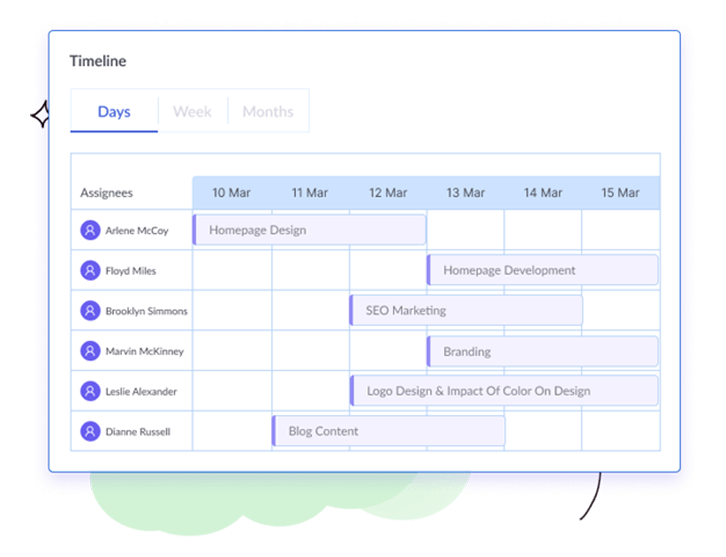 Timeline
Days Week Months
Assignees 10 Mar 11 Mar 12 Mar 13 Mar 14 Mar 15 Mar
Arlene McCoy Homepage Design
Floyd Miles Homepage Development
Brooklyn Simmons SEO Marketing
Marvin McKinney Branding
Leslie Alexander Logo Design & Impact Of Color On Design
Dianne Russell Blog Content